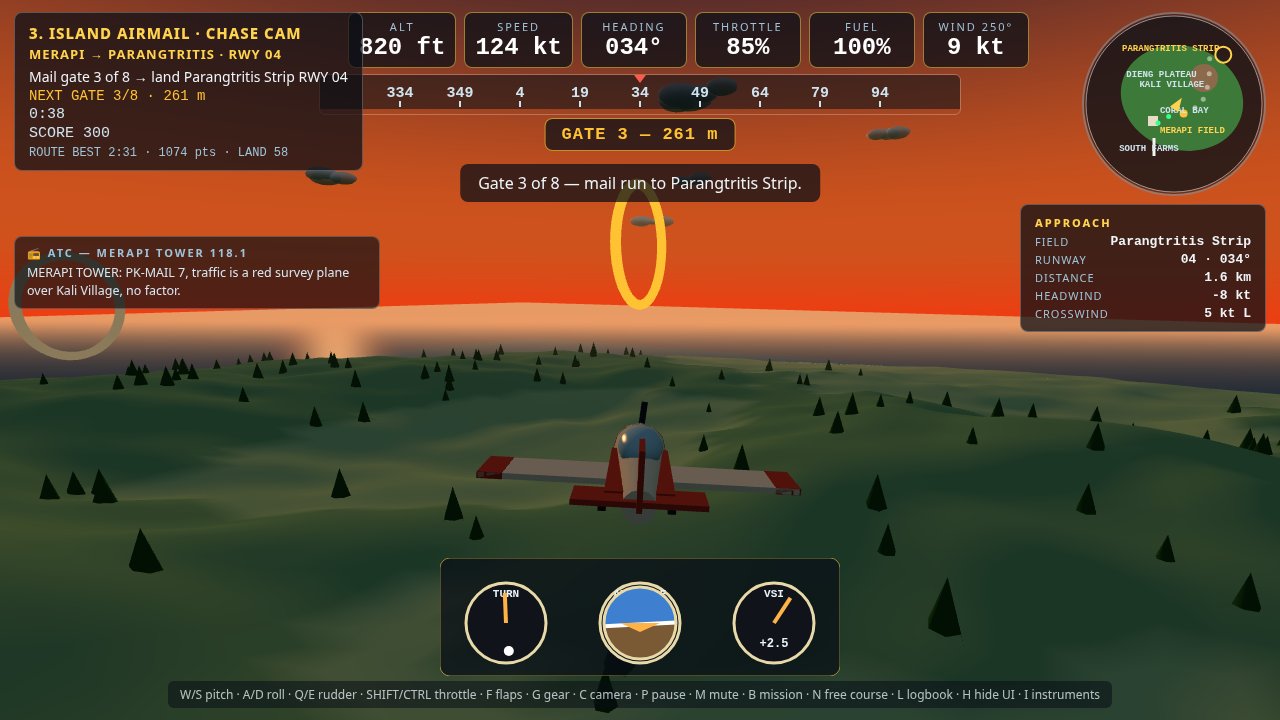 3. ISLAND AIRMAIL · CHASE CAM
MERAPI → PARANGTRITIS · RWY 04
Mail gate 3 of 8 → land Parangtritis Strip RWY 04
NEXT GATE 3/8 · 261 m
0:38
SCORE 300
ROUTE BEST 2:31 · 1074 pts · LAND 58
ALT
820 ft
SPEED
124 kt
HEADING
034°
THROTTLE
85%
FUEL
100%
WIND 250°
9 kt
334 349 4 19 34 49 64 79 94
GATE 3 — 261 m
Gate 3 of 8 — mail run to Parangtritis Strip.
📻 ATC — MERAPI TOWER 118.1
MERAPI TOWER: PK-MAIL 7, traffic is a red survey plane
over Kali Village, no factor.
PARANGTRITIS STRIP
DIENG PLATEAU
KALI VILLAGE
CORAL BAY
MERAPI FIELD
SOUTH FARMS
APPROACH
FIELD Parangtritis Strip
RUNWAY 04 · 034°
DISTANCE 1.6 km
HEADWIND -8 kt
CROSSWIND 5 kt L
TURN
VSI
+2.5
W/S pitch · A/D roll · Q/E rudder · SHIFT/CTRL throttle · F flaps · G gear · C camera · P pause · M mute · B mission · N free course · L logbook · H hide UI · I instruments